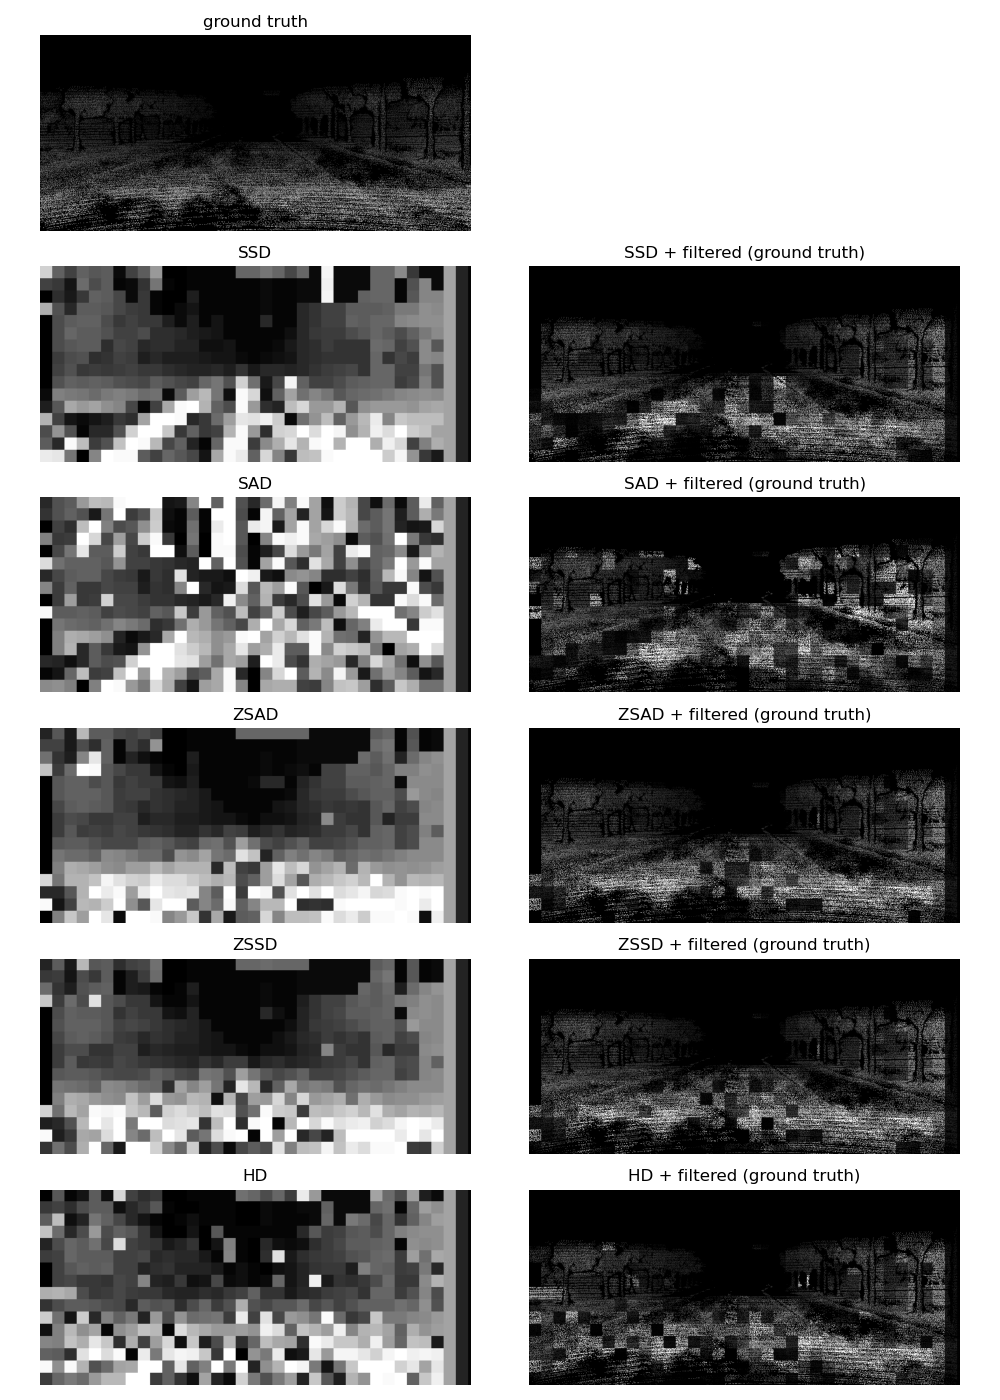 ground truth
SSD
SSD + filtered (ground truth)
SAD
SAD + filtered (ground truth)
ZSAD
ZSAD + filtered (ground truth)
ZSSD
ZSSD + filtered (ground truth)
HD
HD + filtered (ground truth)